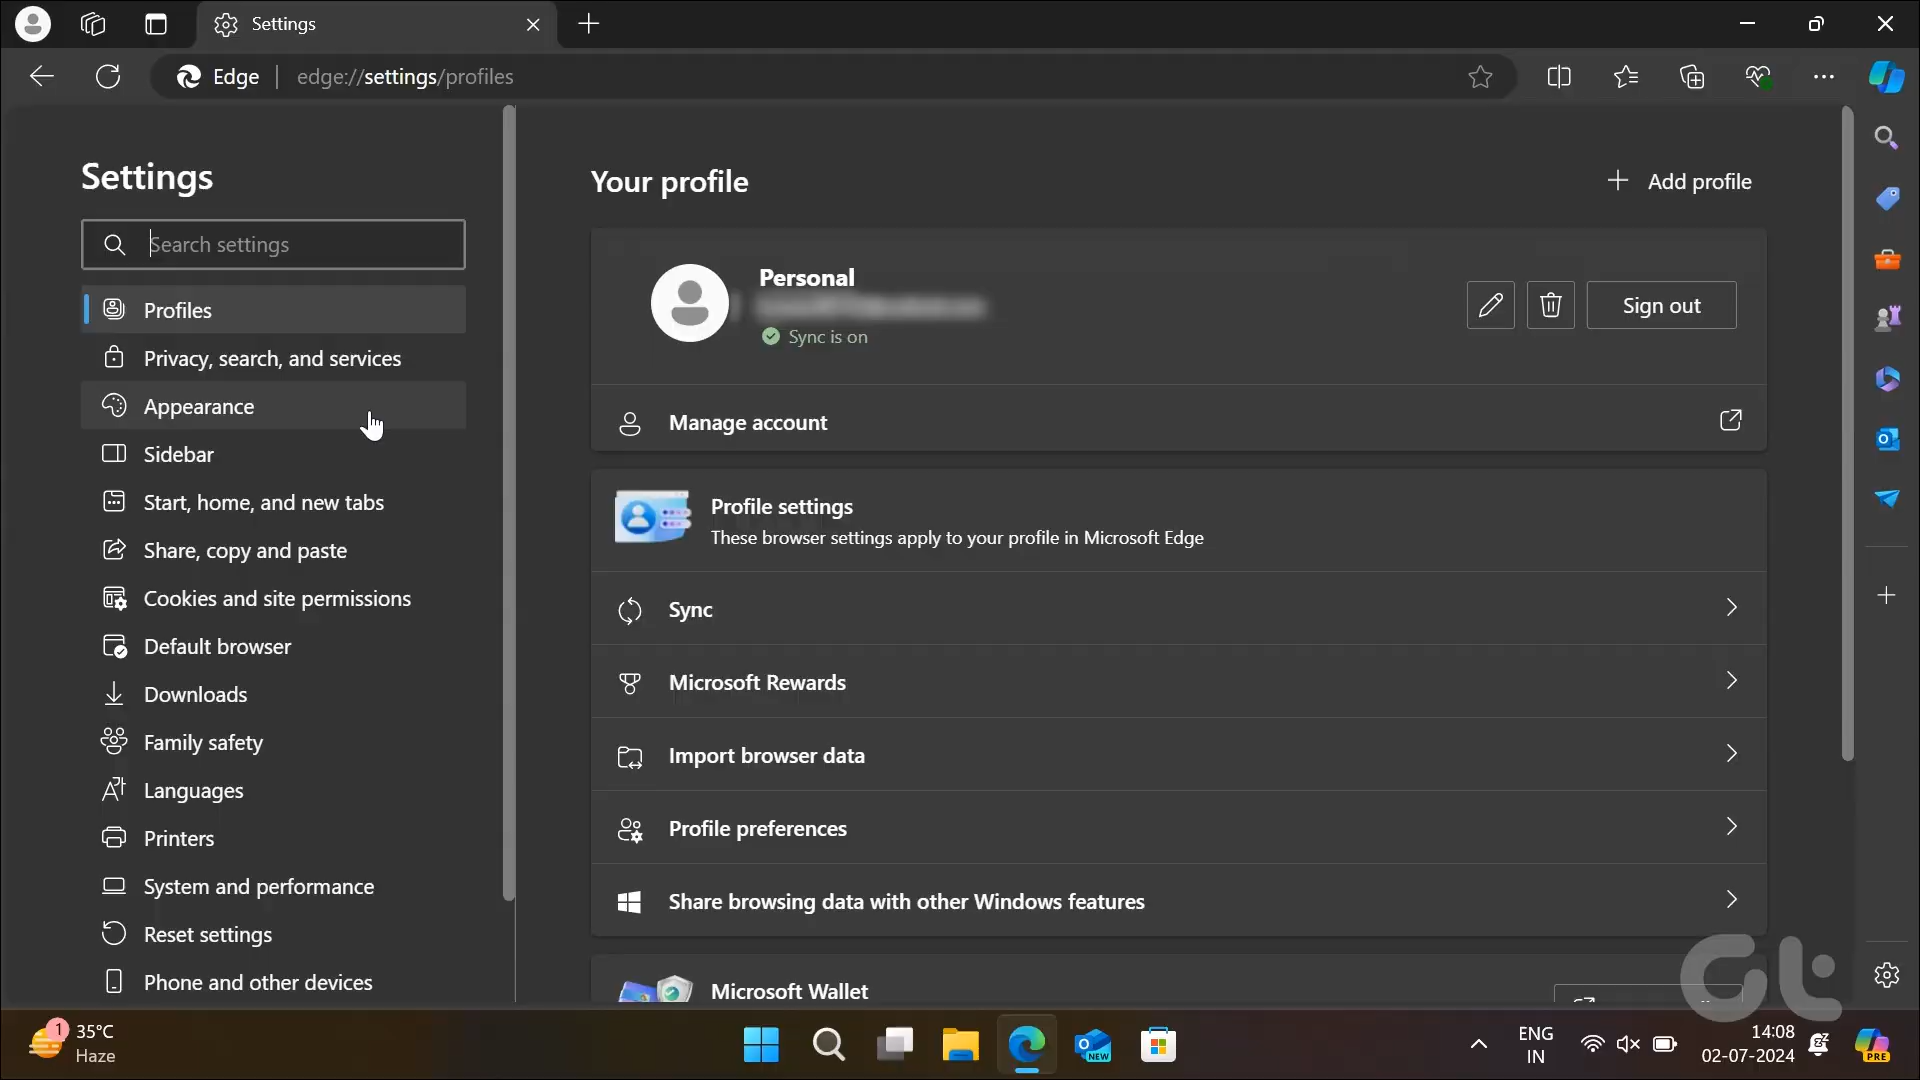 Settings
Edge
edge://settings/profiles
Settings
Search settings
Profiles
Privacy, search, and services
Appearance
Sidebar
Start, home, and new tabs
Share, copy and paste
Cookies and site permissions
Default browser
Downloads
Family safety
Languages
Printers
System and performance
Reset settings
Phone and other devices
Your profile
Add profile
Personal
Sync is on
Sign out
Manage account
Profile settings
These browser settings apply to your profile in Microsoft Edge
Sync
Microsoft Rewards
Import browser data
Profile preferences
Share browsing data with other Windows features
Microsoft Wallet
Gt
1
35°C
Haze
NEW
ENG
IN
14:08
02-07-2024
PRE